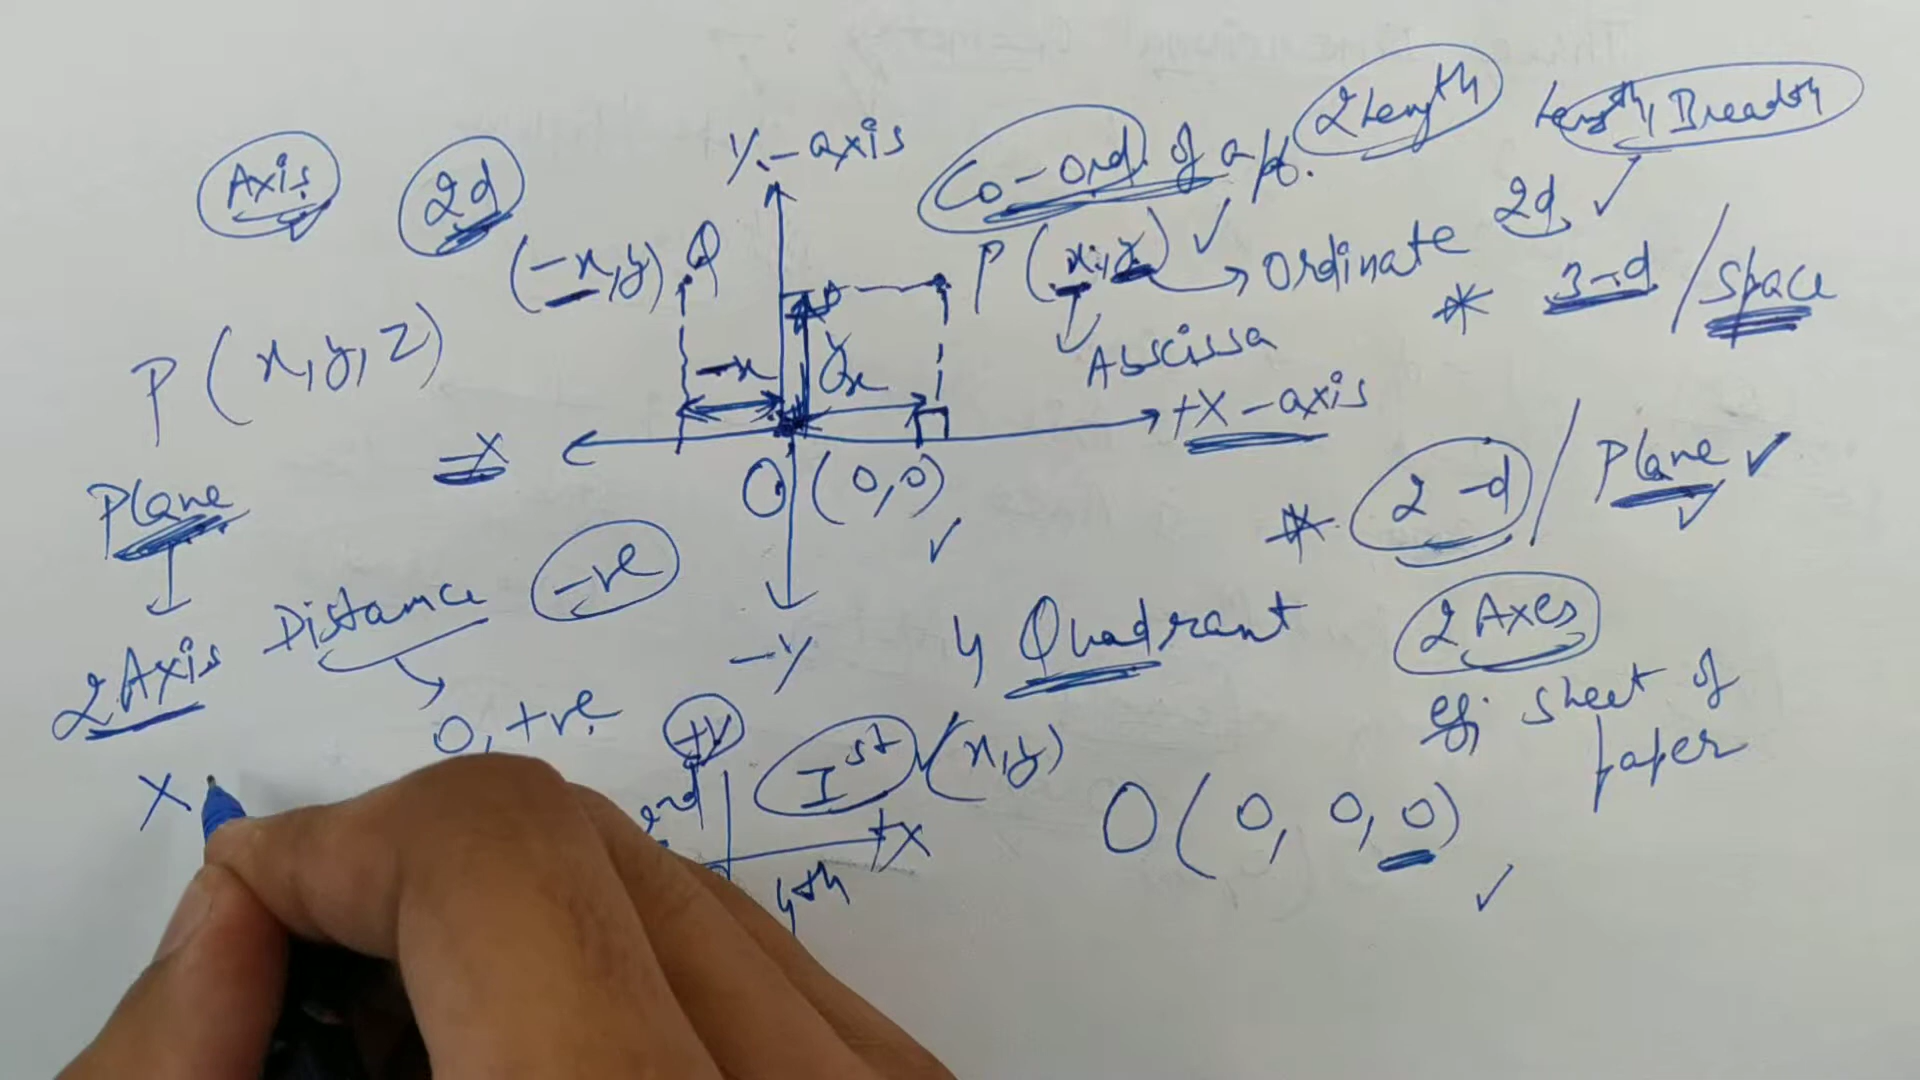 2 Length
Length, Breadth
Y - axis
Co-Ord. of a pt.
Axis
2d
2d
(-x, y) Q
P (x, y)
Ordinate
* 3-d / Space
P (x, y, z)
-x
y
x
Abscissa
+X - axis
-X
O (0,0)
* 2-d / Plane
Plane
Distance
-ve
2 Axis
-Y
4 Quadrant
2 Axes
eg: Sheet of
paper
0, +ve
+Y
Ist
(x, y)
X
2nd
+X
O (0, 0, 0)
4th